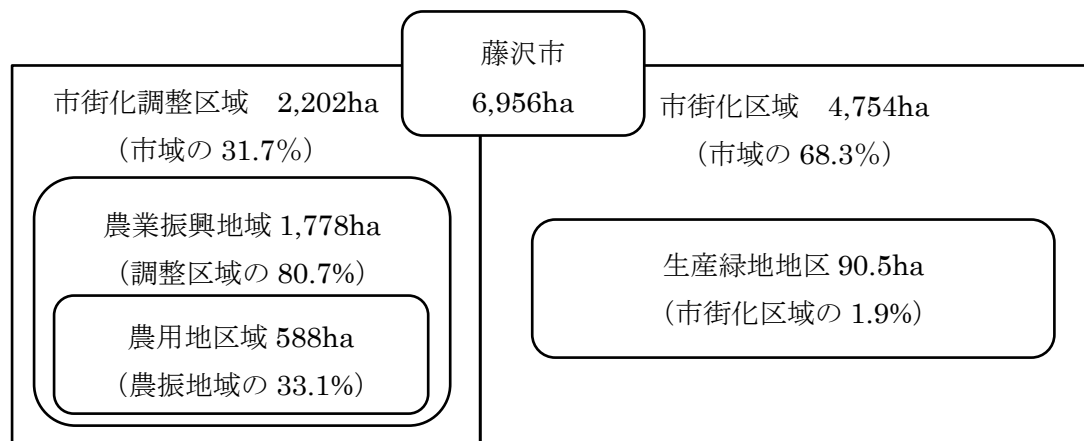 藤沢市
6,956ha
市街化調整区域　2,202ha
（市域の 31.7%）
農業振興地域 1,778ha
（調整区域の 80.7%）
農用地区域 588ha
（農振地域の 33.1%）
市街化区域　4,754ha
（市域の 68.3%）
生産緑地地区 90.5ha
（市街化区域の 1.9%）